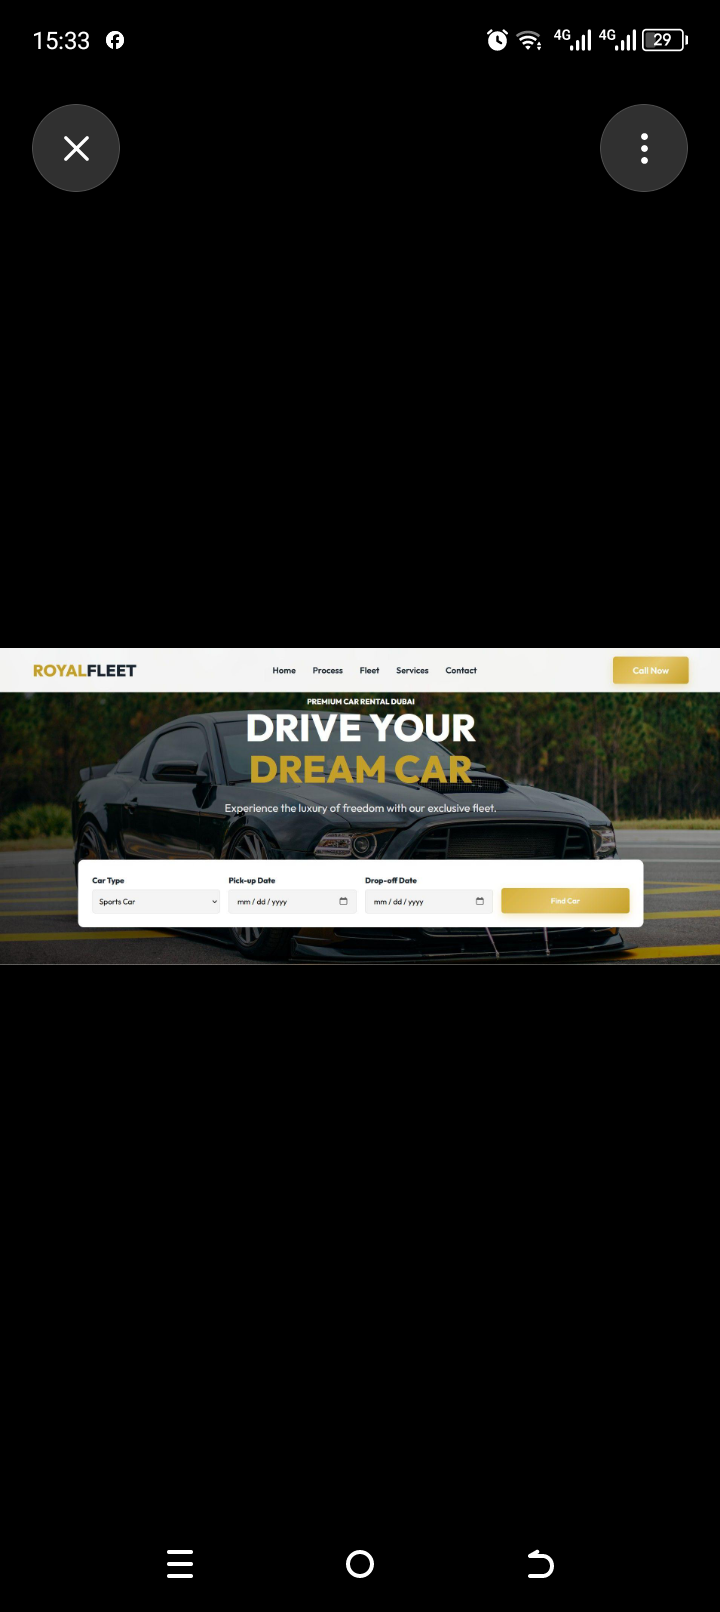 15:33
4G 4G 29
ROYALFLEET Home Process Fleet Services Contact Call Now
PREMIUM CAR RENTAL DUBAI
DRIVE YOUR
DREAM CAR
Experience the luxury of freedom with our exclusive fleet.
Car Type Pick-up Date Drop-off Date
Sports Car mm / dd / yyyy mm / dd / yyyy Find Car